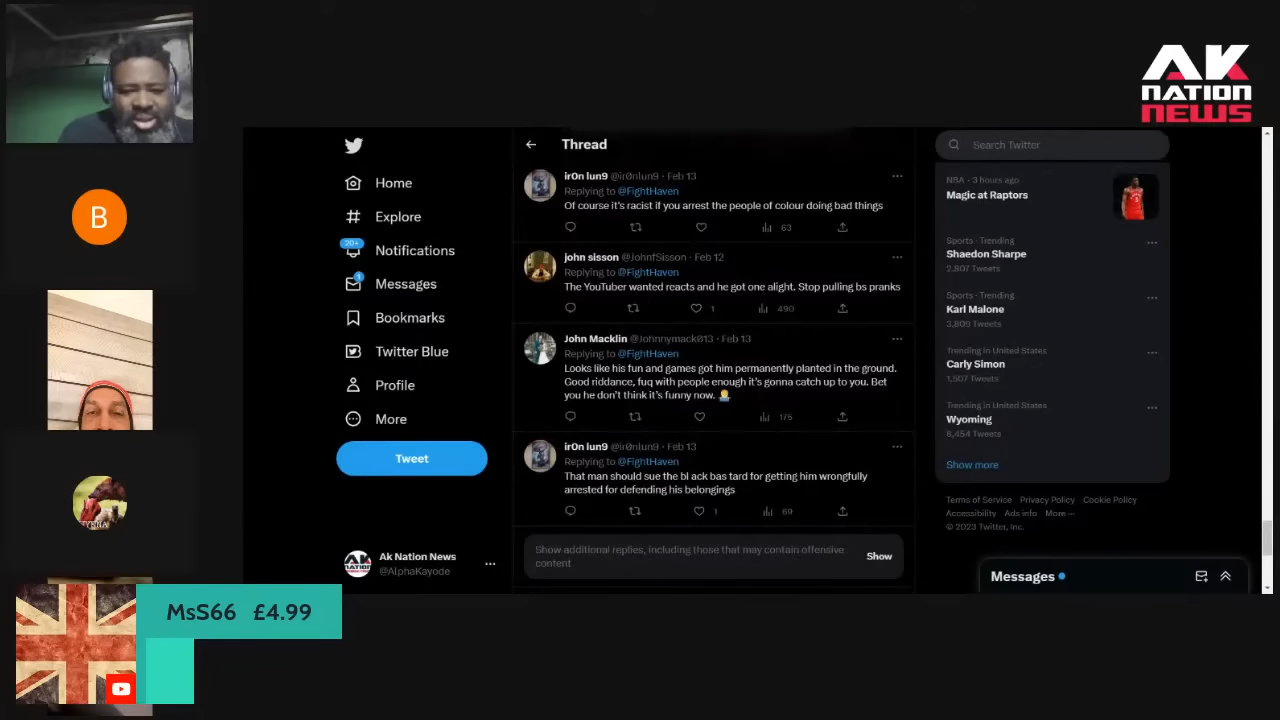 AK
NATION
NEWS
B
TYRNN
MsS66 £4.99
Home
Explore
20+
Notifications
1
Messages
Bookmarks
Twitter Blue
Profile
More
Tweet
Ak Nation News
@AlphaKayode
Thread
ir0n lun9 @ir0nlun9 · Feb 13
Replying to @FightHaven
Of course it's racist if you arrest the people of colour doing bad things
63
john sisson @JohnfSisson · Feb 12
Replying to @FightHaven
The YouTuber wanted reacts and he got one alright. Stop pulling bs pranks
1 490
John Macklin @Johnnymack013 · Feb 13
Replying to @FightHaven
Looks like his fun and games got him permanently planted in the ground.
Good riddance, fuq with people enough it's gonna catch up to you. Bet
you he don't think it's funny now.
175
ir0n lun9 @ir0nlun9 · Feb 13
Replying to @FightHaven
That man should sue the bl ack bas tard for getting him wrongfully
arrested for defending his belongings
1 69
Show additional replies, including those that may contain offensive
content
Show
Search Twitter
NBA · 3 hours ago
Magic at Raptors
Sports · Trending
Shaedon Sharpe
2,807 Tweets
Sports · Trending
Karl Malone
3,809 Tweets
Trending in United States
Carly Simon
1,507 Tweets
Trending in United States
Wyoming
8,454 Tweets
Show more
Terms of Service Privacy Policy Cookie Policy
Accessibility Ads info More ···
© 2023 Twitter, Inc.
Messages